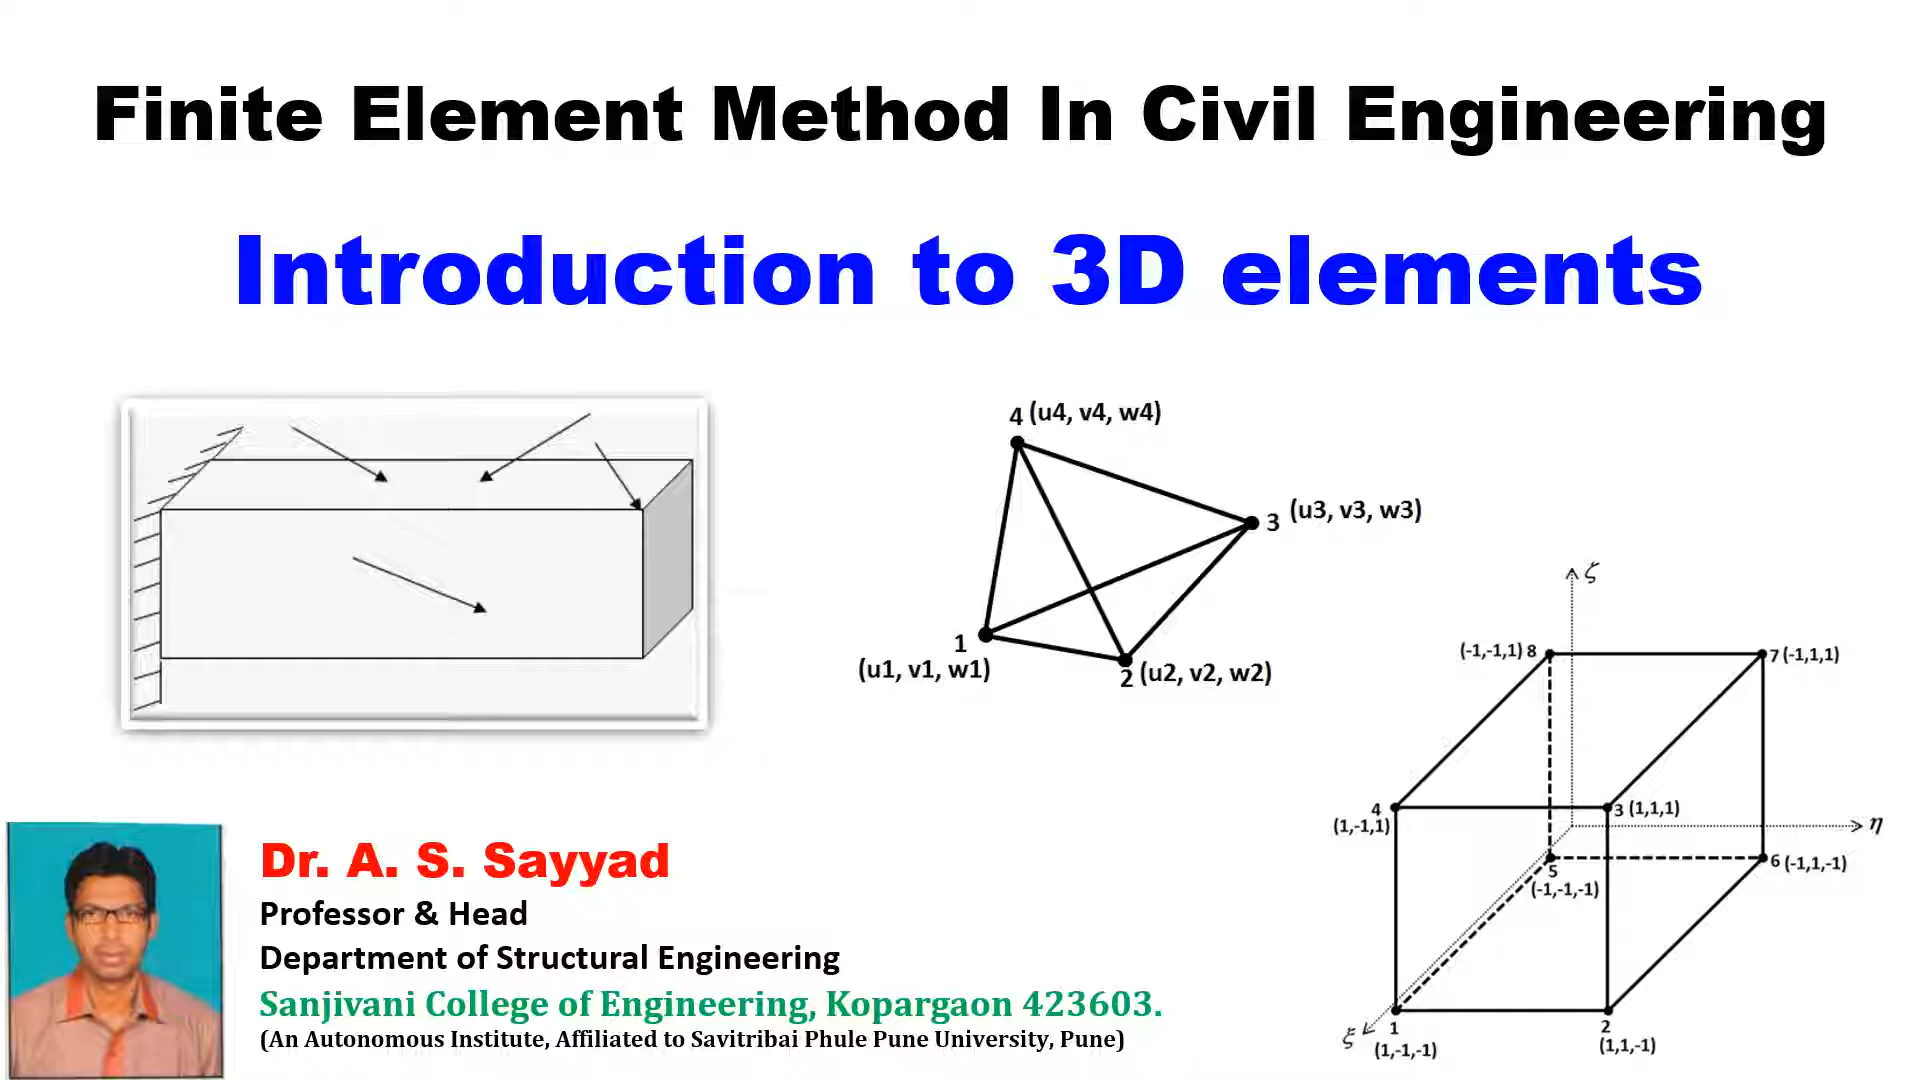 Finite Element Method In Civil Engineering
Introduction to 3D elements
4 (u4, v4, w4)
3 (u3, v3, w3)
1
(u1, v1, w1)
2 (u2, v2, w2)
ζ
(-1,-1,1) 8
7 (-1,1,1)
4
(1,-1,1)
3 (1,1,1)
η
5
(-1,-1,-1)
6 (-1,1,-1)
ξ
1
(1,-1,-1)
2
(1,1,-1)
Dr. A. S. Sayyad
Professor & Head
Department of Structural Engineering
Sanjivani College of Engineering, Kopargaon 423603.
(An Autonomous Institute, Affiliated to Savitribai Phule Pune University, Pune)